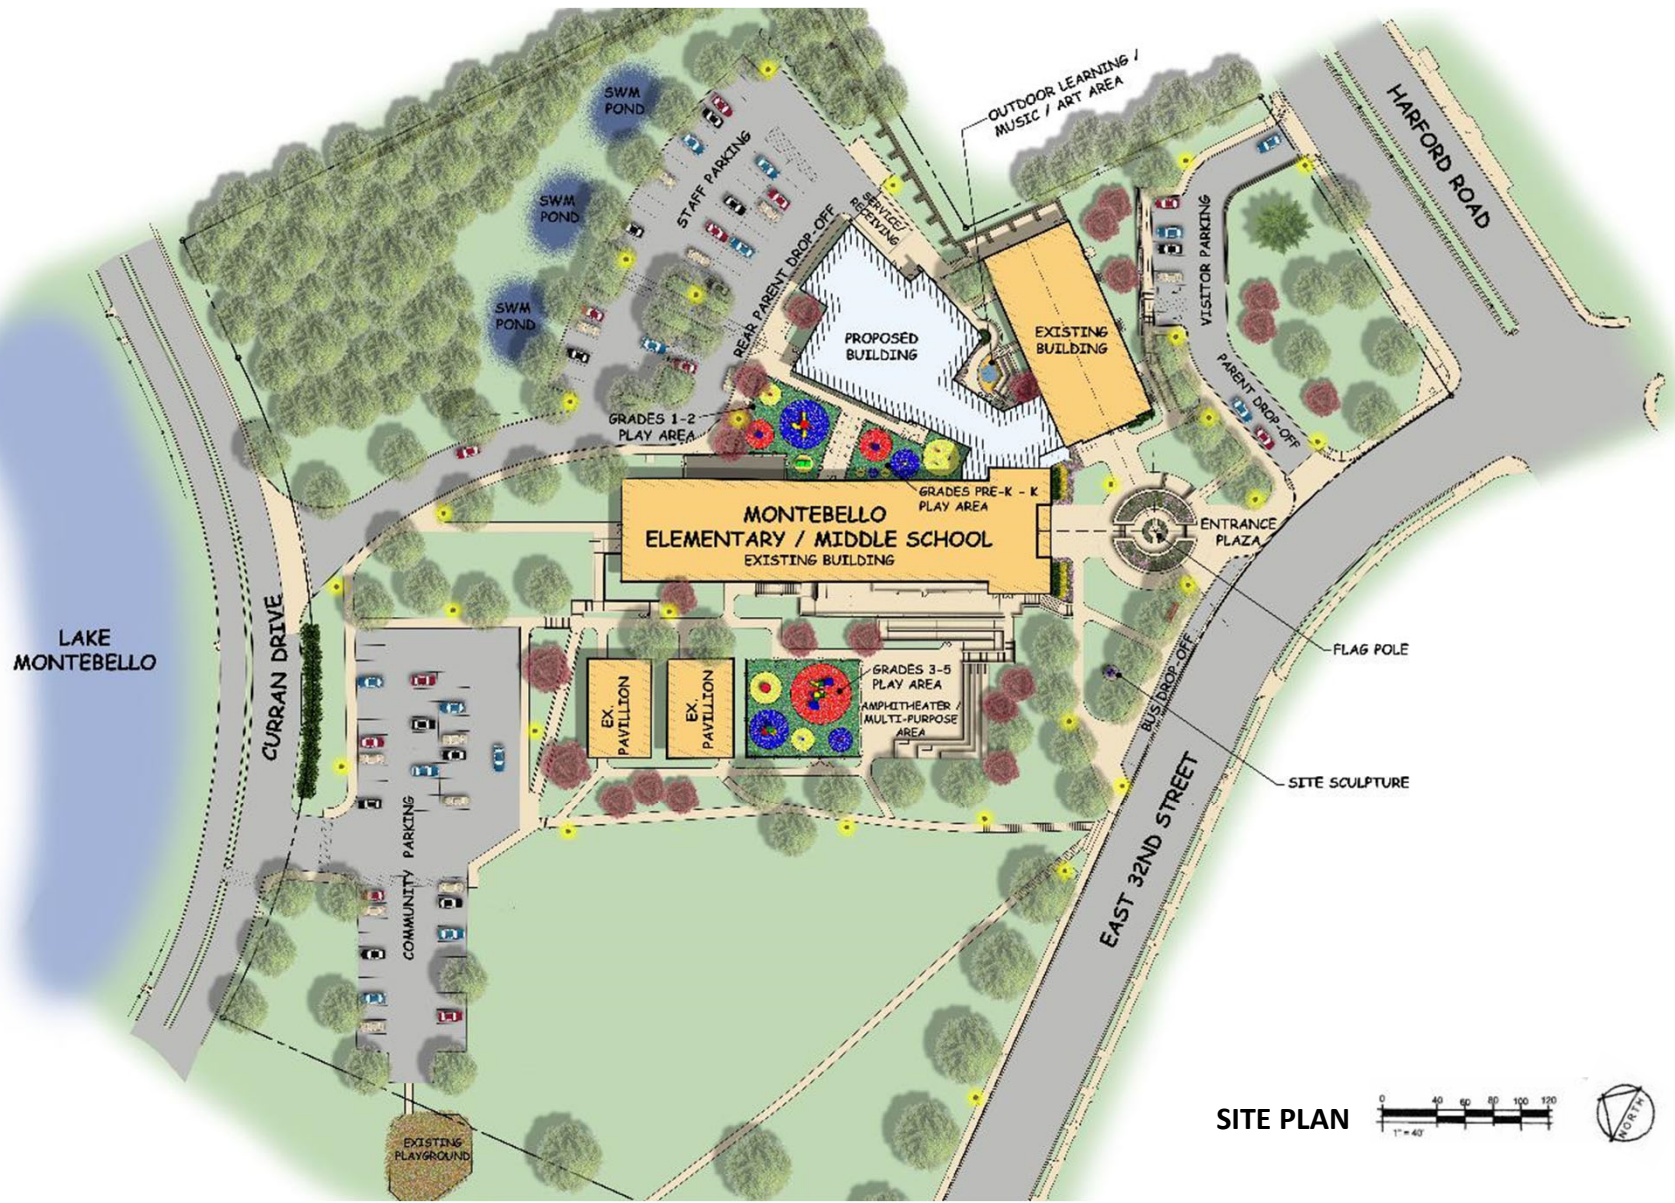 OUTDOOR LEARNING /
MUSIC / ART AREA
HARFORD ROAD
SWM
POND
SWM
POND
SWM
POND
STAFF PARKING
SERVICE/
RECEIVING
REAR PARENT DROP-OFF
VISITOR PARKING
PROPOSED
BUILDING
EXISTING
BUILDING
PARENT DROP-OFF
GRADES 1-2
PLAY AREA
GRADES PRE-K - K
PLAY AREA
MONTEBELLO
ELEMENTARY / MIDDLE SCHOOL
EXISTING BUILDING
ENTRANCE
PLAZA
LAKE
MONTEBELLO
CURRAN DRIVE
FLAG POLE
BUS DROP-OFF
EX.
PAVILLION
EX.
PAVILLION
GRADES 3-5
PLAY AREA
AMPHITHEATER /
MULTI-PURPOSE
AREA
SITE SCULPTURE
COMMUNITY PARKING
EAST 32ND STREET
EXISTING
PLAYGROUND
SITE PLAN
0 40 60 80 100 120
1" = 40'
NORTH